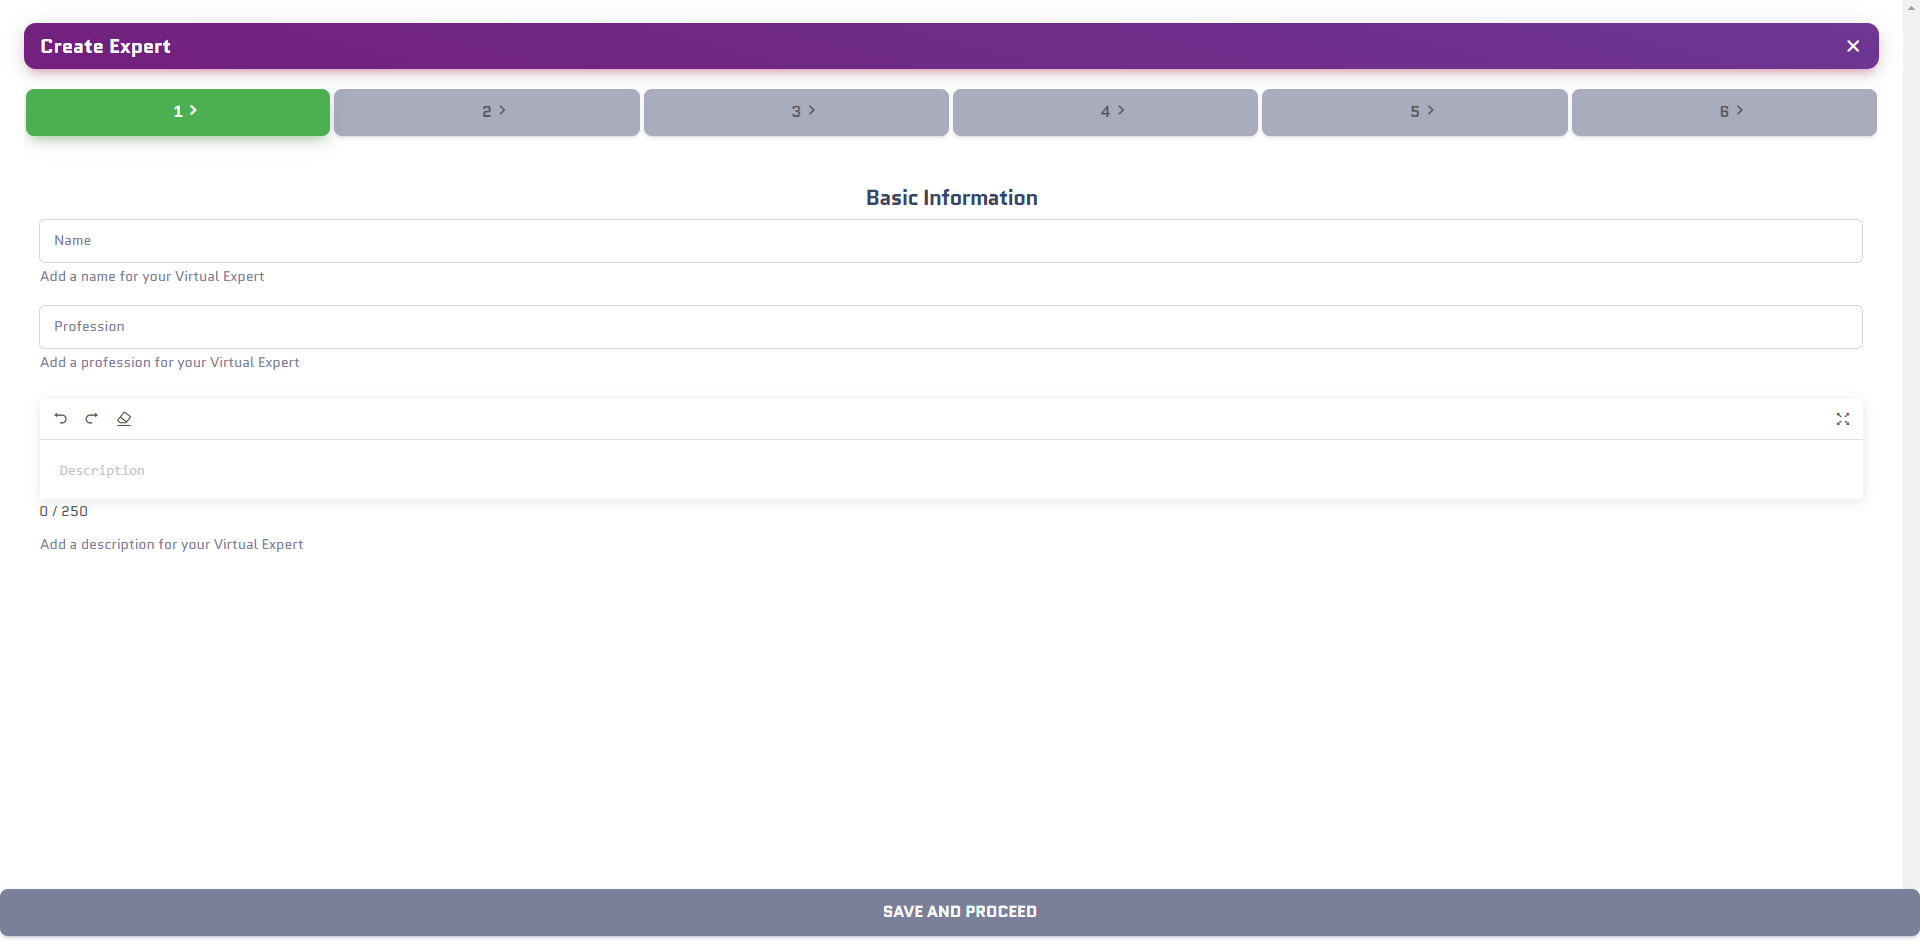 Create Expert
1
2
3
4
5
6
Basic Information
Name
Add a name for your Virtual Expert
Profession
Add a profession for your Virtual Expert
Description
0 / 250
Add a description for your Virtual Expert
SAVE AND PROCEED